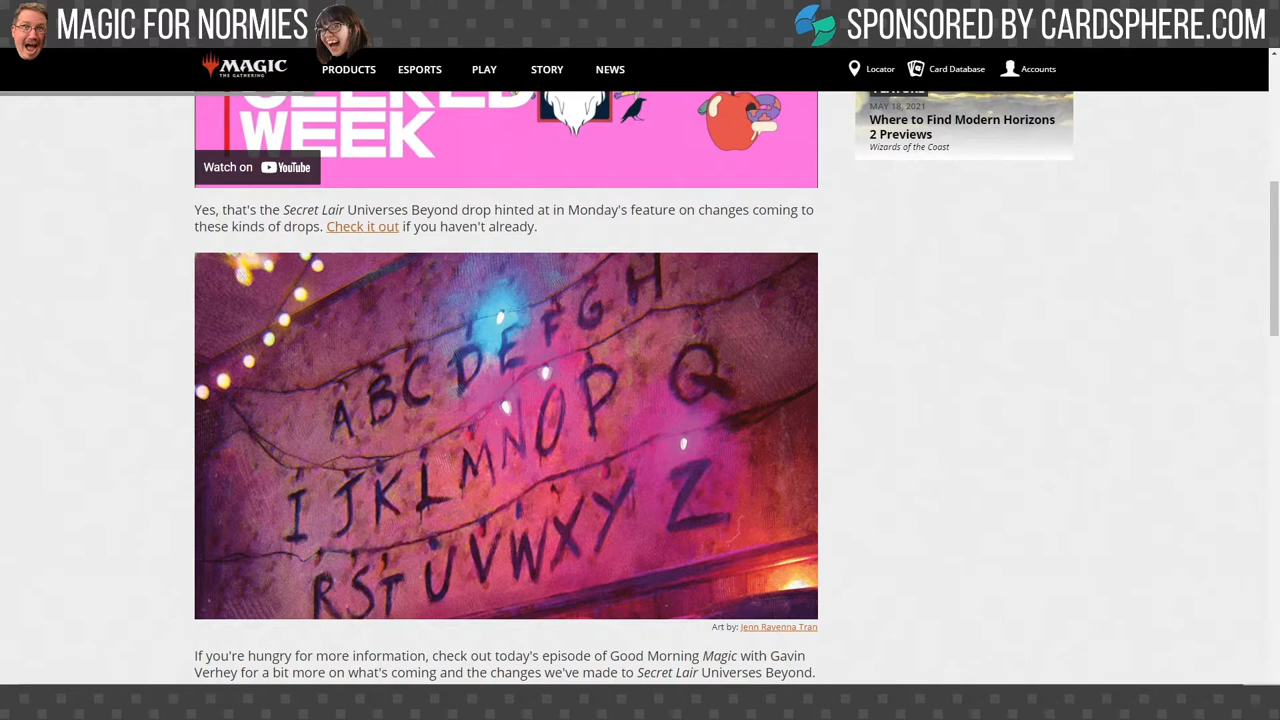 MAGIC FOR NORMIES
SPONSORED BY CARDSPHERE.COM
MAGIC
THE GATHERING
PRODUCTS ESPORTS PLAY STORY NEWS
Locator Card Database Accounts
WEEK
Watch on YouTube
MAY 18, 2021
Where to Find Modern Horizons
2 Previews
Wizards of the Coast
Yes, that's the Secret Lair Universes Beyond drop hinted at in Monday's feature on changes coming to
these kinds of drops. Check it out if you haven't already.
A B C D E F G H
I J K L M N O P Q
R S T U V W X Y Z
Art by: Jenn Ravenna Tran
If you're hungry for more information, check out today's episode of Good Morning Magic with Gavin
Verhey for a bit more on what's coming and the changes we've made to Secret Lair Universes Beyond.